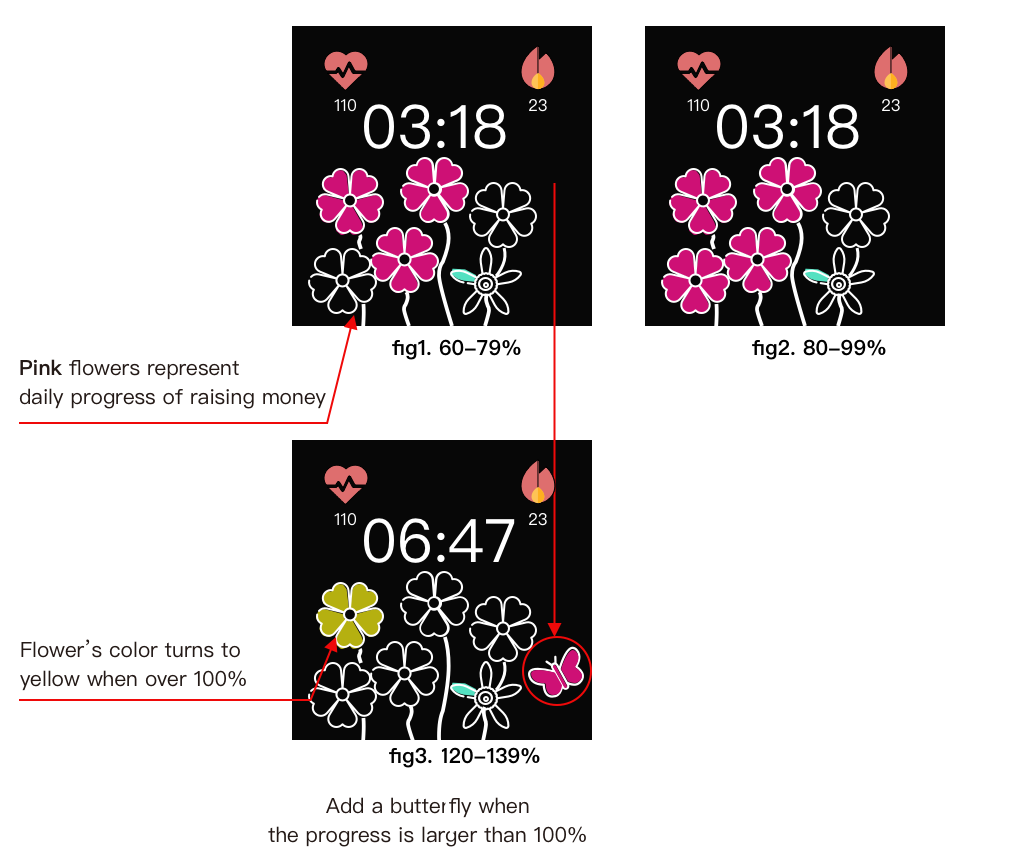 110
23
03:18
110
23
03:18
fig1. 60–79%
fig2. 80–99%
Pink flowers represent
daily progress of raising money
110
23
06:47
Flower's color turns to
yellow when over 100%
fig3. 120–139%
Add a butterfly when
the progress is larger than 100%